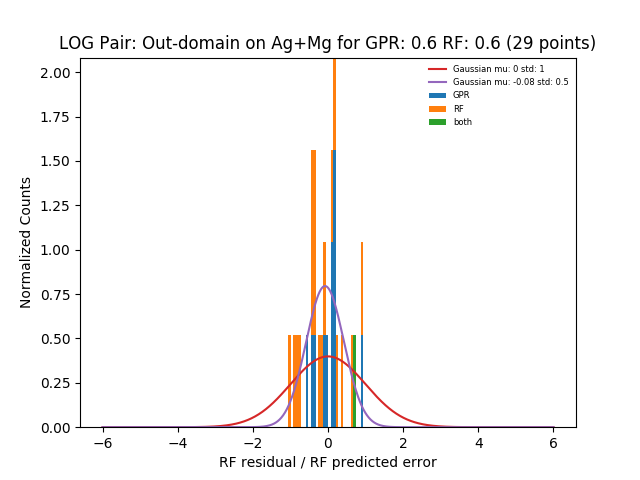 LOG Pair: Out-domain on Ag+Mg for GPR: 0.6 RF: 0.6 (29 points)
Gaussian mu: 0 std: 1
Gaussian mu: -0.08 std: 0.5
GPR
RF
both
2.00
1.75
1.50
1.25
1.00
0.75
0.50
0.25
0.00
Normalized Counts
−6
−4
−2
0
2
4
6
RF residual / RF predicted error